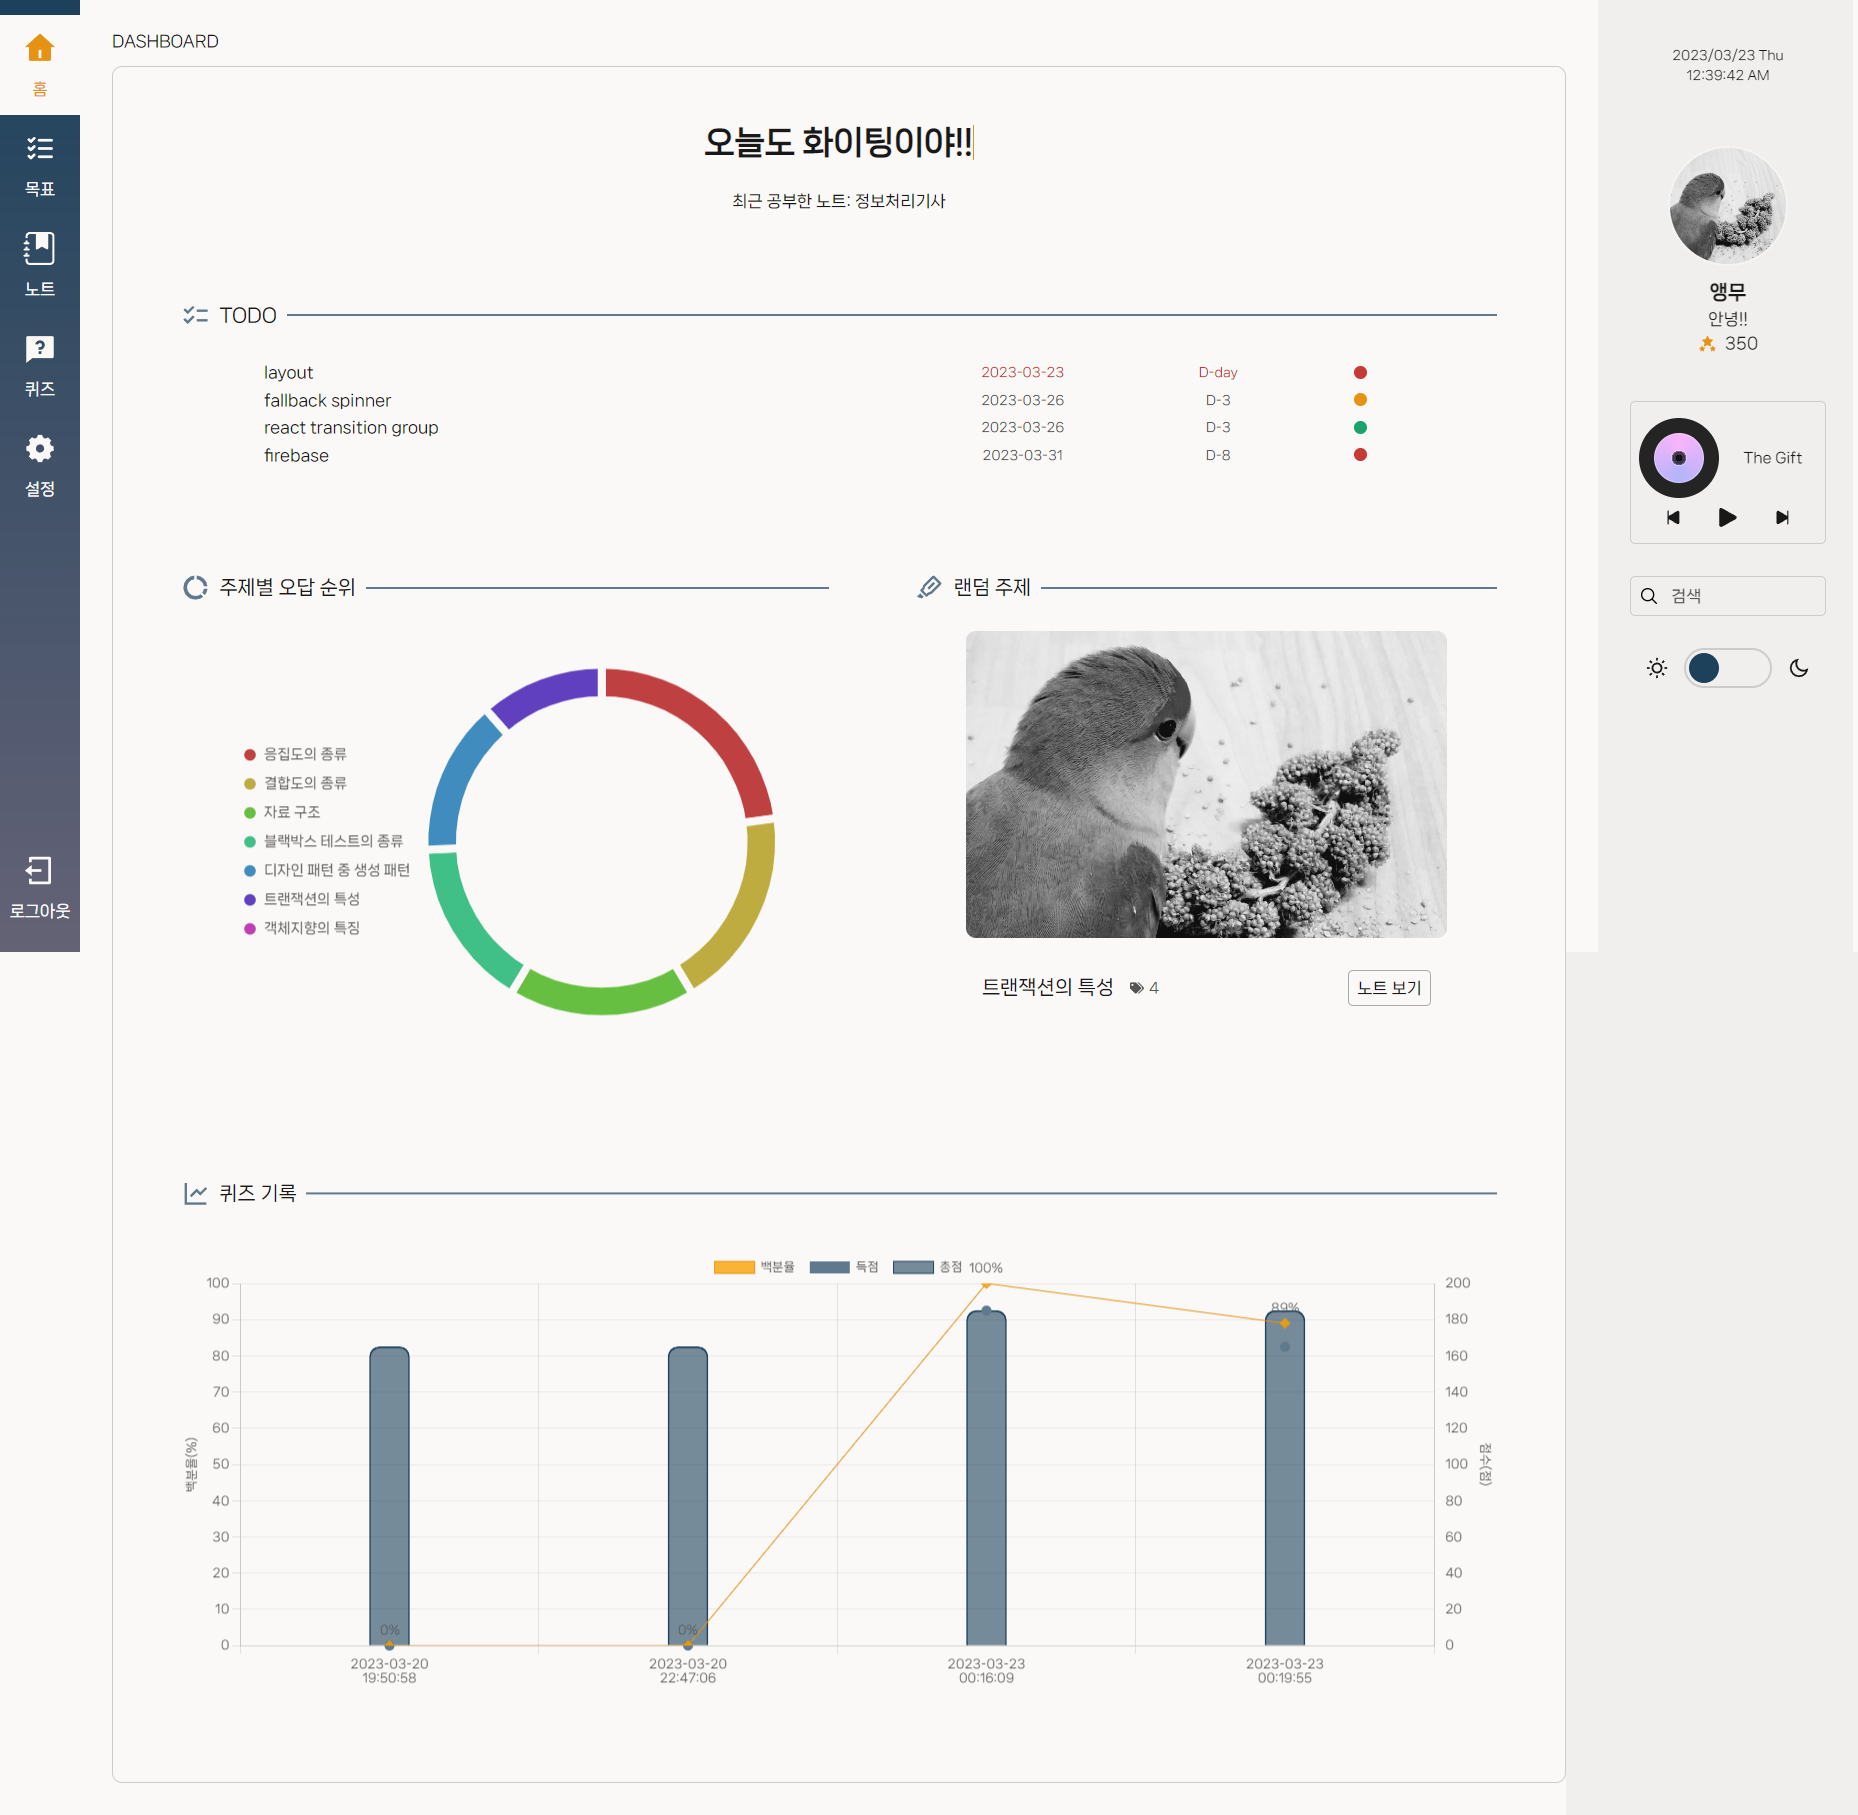 홈
목표
노트
퀴즈
설정
로그아웃
DASHBOARD
오늘도 화이팅이야!!
최근 공부한 노트: 정보처리기사
TODO
layout 2023-03-23 D-day
fallback spinner 2023-03-26 D-3
react transition group 2023-03-26 D-3
firebase 2023-03-31 D-8
주제별 오답 순위
응집도의 종류
결합도의 종류
자료 구조
블랙박스 테스트의 종류
디자인 패턴 중 생성 패턴
트랜잭션의 특성
객체지향의 특징
랜덤 주제
트랜잭션의 특성 4
노트 보기
퀴즈 기록
백분율 득점 총점
100%
89%
0%
0%
백분율(%)
100
90
80
70
60
50
40
30
20
10
0
200
180
160
140
120
100
80
60
40
20
0
점수(점)
2023-03-20
19:50:58
2023-03-20
22:47:06
2023-03-23
00:16:09
2023-03-23
00:19:55
2023/03/23 Thu
12:39:42 AM
앵무
안녕!!
350
The Gift
검색